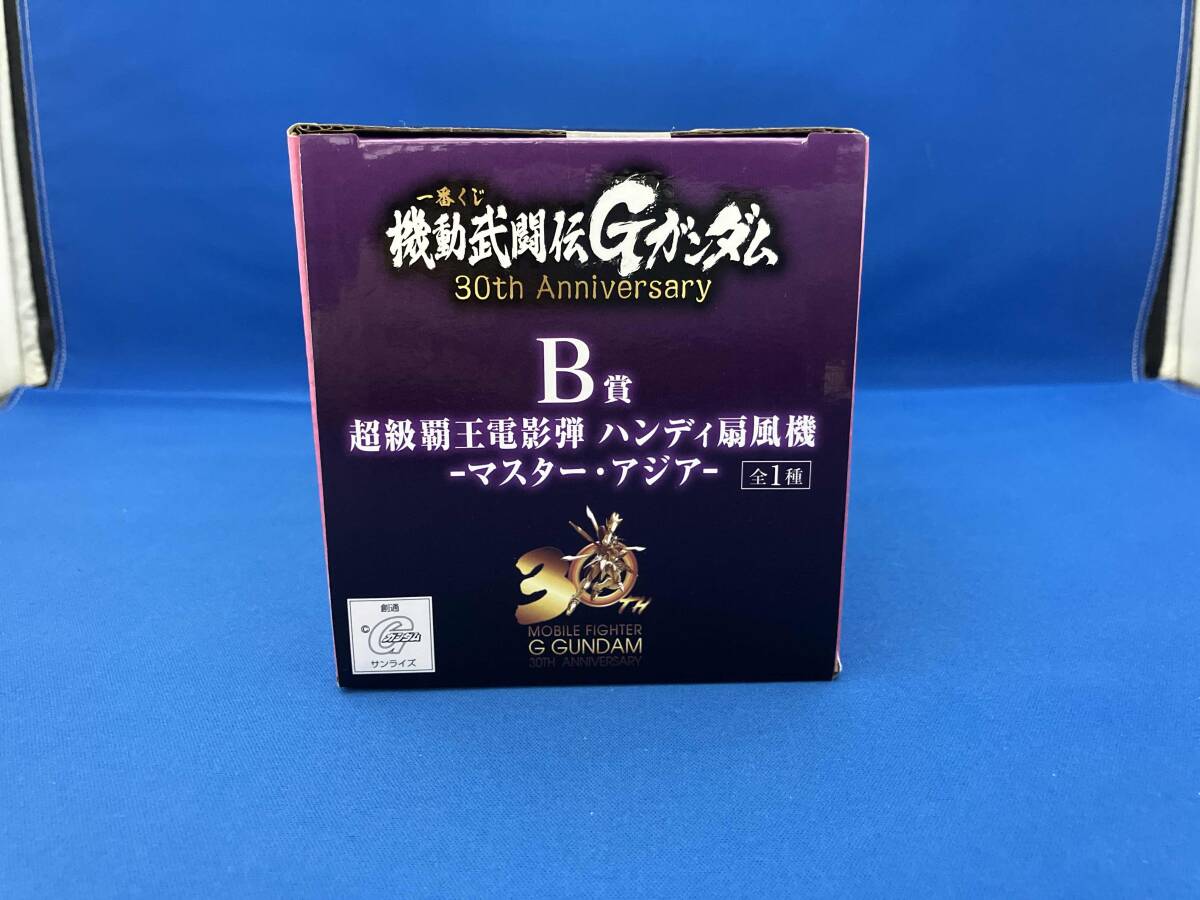 一番くじ
機動武闘伝Gガンダム
30th Anniversary
B賞
超級覇王電影弾 ハンディ扇風機
-マスター・アジア- 全1種
30TH
MOBILE FIGHTER
G GUNDAM
30TH ANNIVERSARY
創通
© G ガンダム
サンライズ